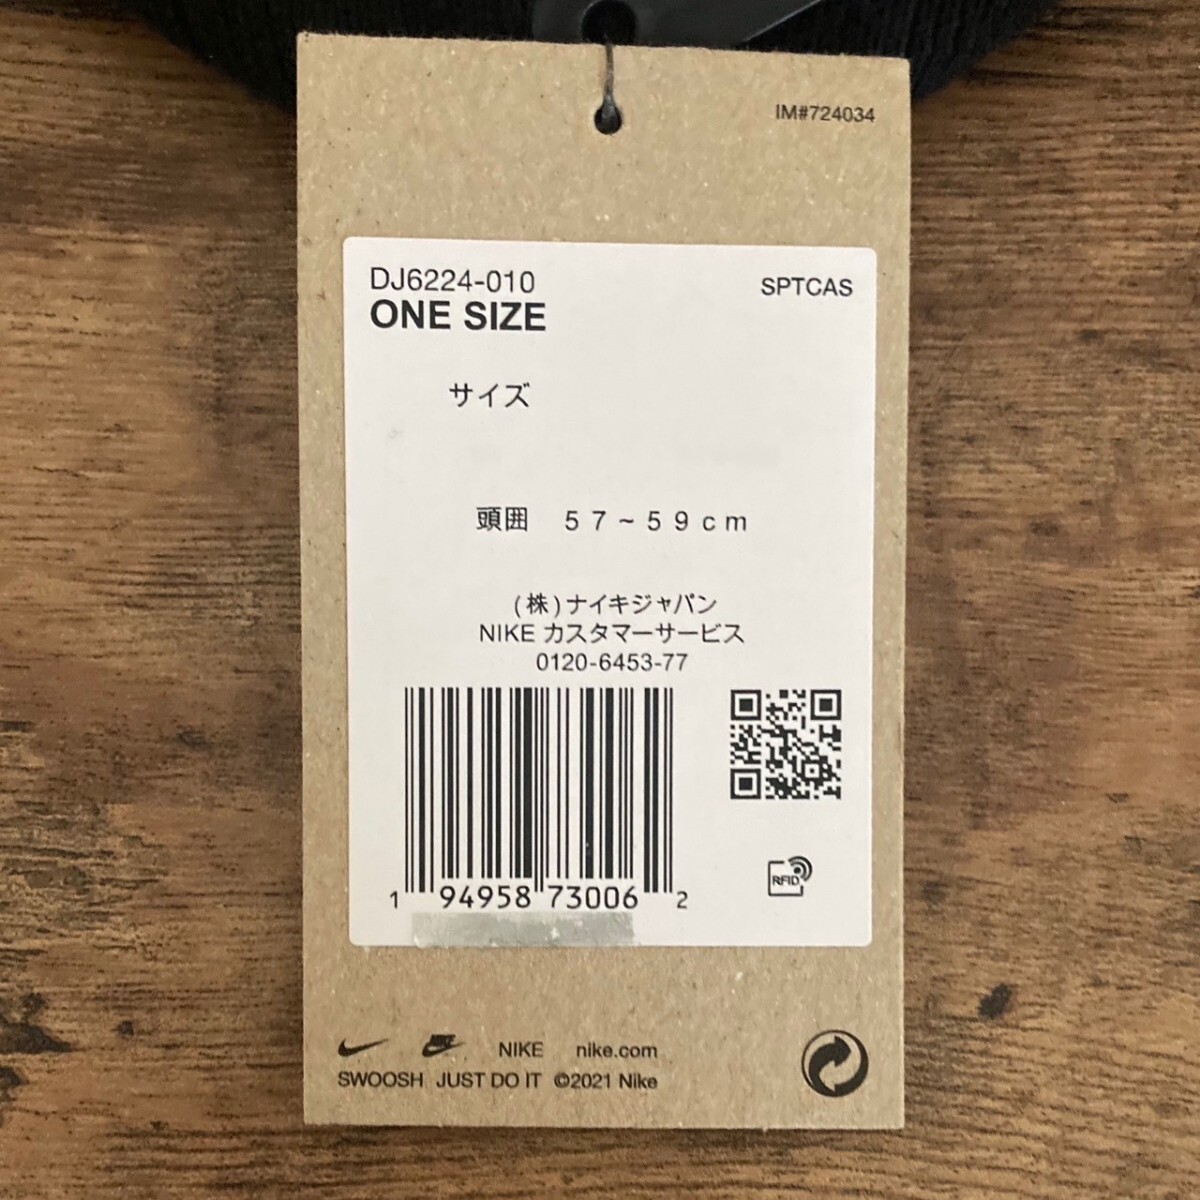 IM#724034
DJ6224-010
SPTCAS
ONE SIZE
サイズ
頭囲 57~59cm
(株)ナイキジャパン
NIKE カスタマーサービス
0120-6453-77
1 94958 73006 2
RFID
NIKE nike.com
SWOOSH JUST DO IT ©2021 Nike